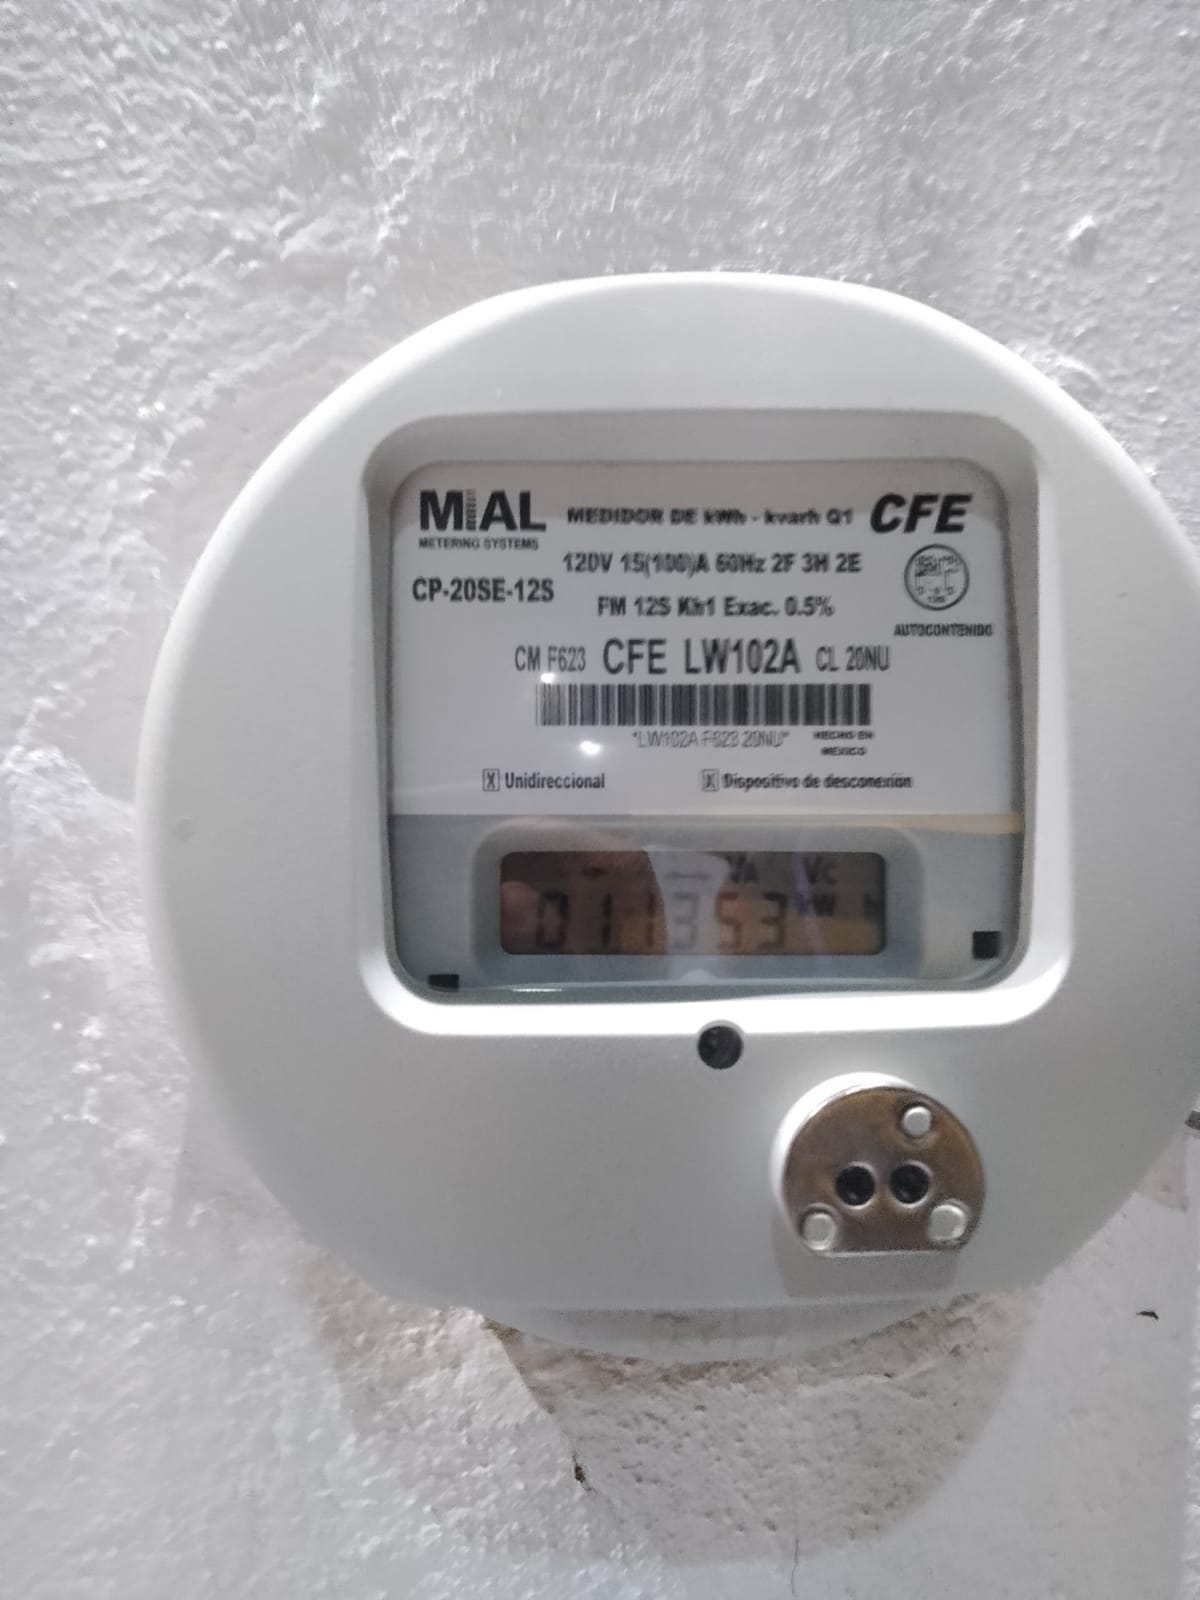 MIAL
METERING SYSTEMS
MEDIDOR DE kWh - kvarh Q1
CFE
120V 15(100)A 60Hz 2F 3H 2E
CP-20SE-12S
FM 12S Kh1 Exac. 0.5%
AUTOCONTENIDO
CM F623 CFE LW102A CL 20NU
*LW102A F623 20NU*
HECHO EN
MEXICO
X Unidireccional
X Dispositivo de desconexión
VA VC
011353 kW h